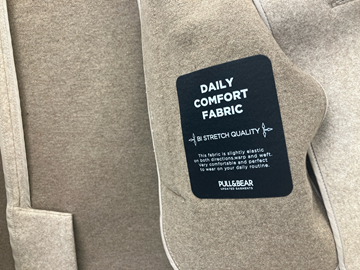 DAILY
COMFORT
FABRIC
BI STRETCH QUALITY
This fabric is slightly elastic
on both directions,warp and weft.
Very comfortable and perfect
to wear on your daily routine.
PULL&BEAR
UPDATED GARMENTS